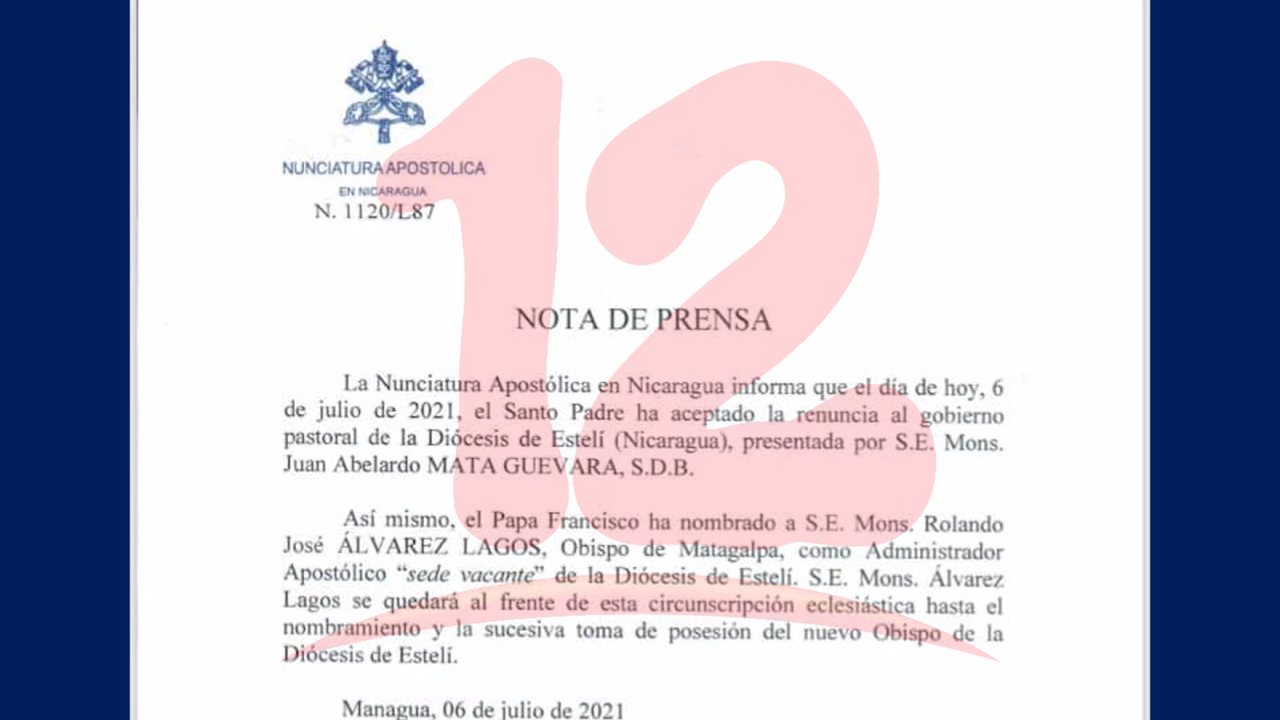 NUNCIATURA APOSTOLICA
EN NICARAGUA
N. 1120/L87
12
NOTA DE PRENSA
La Nunciatura Apostólica en Nicaragua informa que el día de hoy, 6
de julio de 2021, el Santo Padre ha aceptado la renuncia al gobierno
pastoral de la Diócesis de Estelí (Nicaragua), presentada por S.E. Mons.
Juan Abelardo MATA GUEVARA, S.D.B.
Así mismo, el Papa Francisco ha nombrado a S.E. Mons. Rolando
José ÁLVAREZ LAGOS, Obispo de Matagalpa, como Administrador
Apostólico “sede vacante” de la Diócesis de Estelí. S.E. Mons. Álvarez
Lagos se quedará al frente de esta circunscripción eclesiástica hasta el
nombramiento y la sucesiva toma de posesión del nuevo Obispo de la
Diócesis de Estelí.
Managua, 06 de julio de 2021